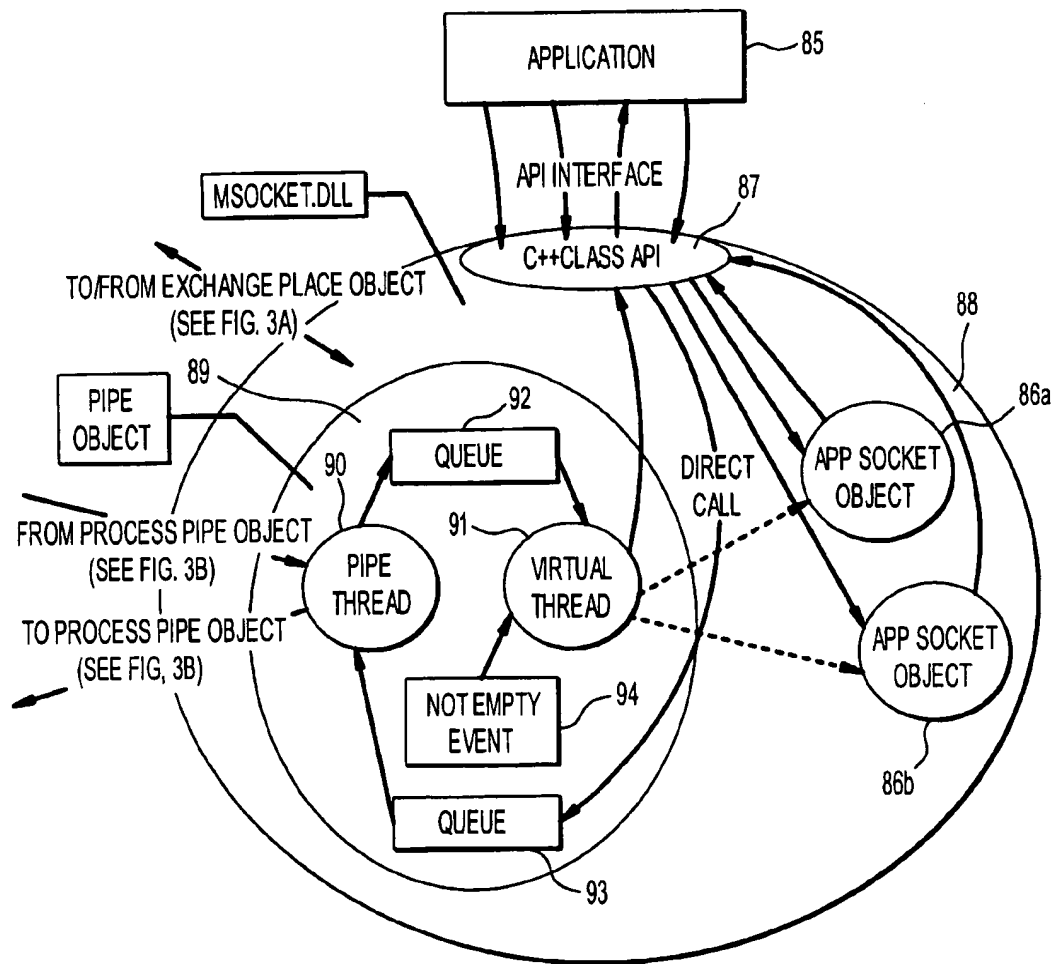 APPLICATION
85
API INTERFACE
MSOCKET.DLL
87
C++CLASS API
TO/FROM EXCHANGE PLACE OBJECT
(SEE FIG. 3A)
88
89
PIPE
OBJECT
92
QUEUE
86a
APP SOCKET
OBJECT
DIRECT
CALL
90
FROM PROCESS PIPE OBJECT
(SEE FIG. 3B)
91
PIPE
THREAD
VIRTUAL
THREAD
TO PROCESS PIPE OBJECT
(SEE FIG, 3B)
APP SOCKET
OBJECT
NOT EMPTY
EVENT
94
86b
QUEUE
93